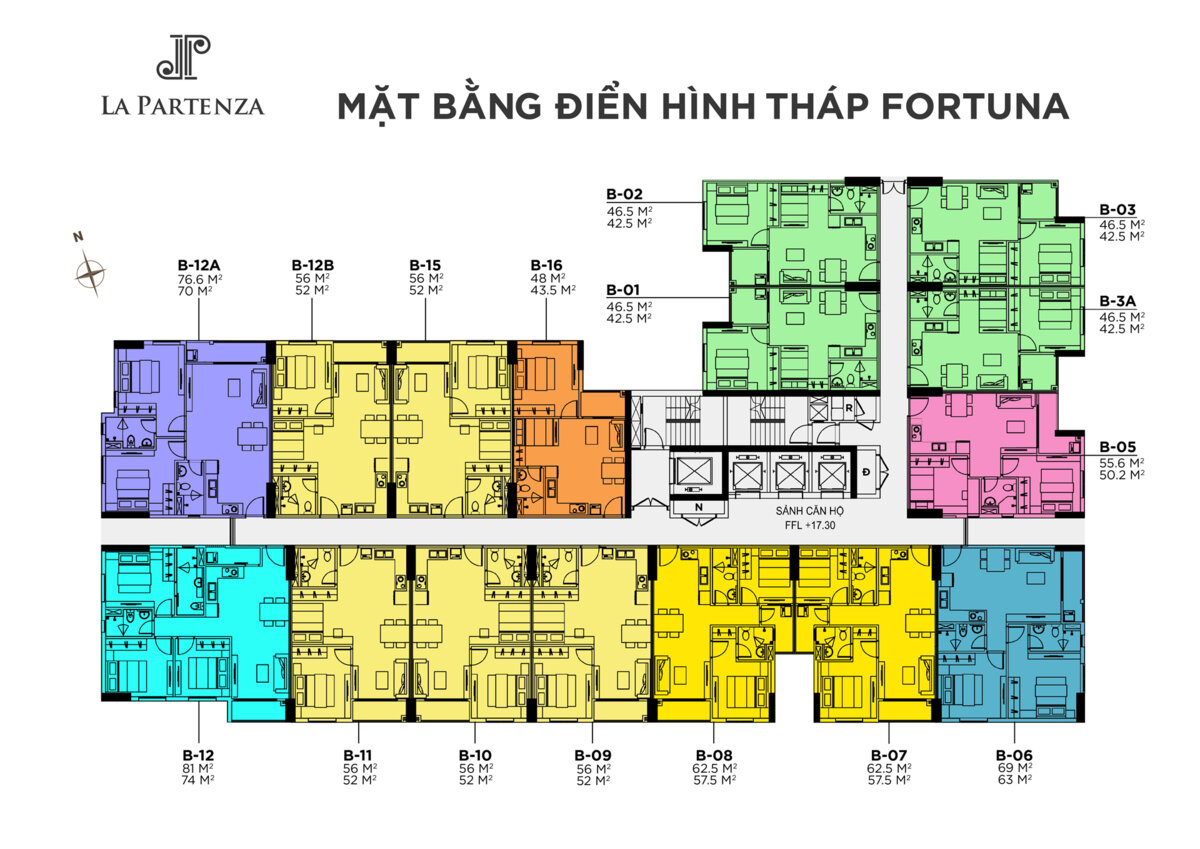 LA PARTENZA
MẶT BẰNG ĐIỂN HÌNH THÁP FORTUNA
B-02
46.5 M²
42.5 M²
B-03
46.5 M²
42.5 M²
N
B-12A
76.6 M²
70 M²
B-12B
56 M²
52 M²
B-15
56 M²
52 M²
B-16
48 M²
43.5 M²
B-01
46.5 M²
42.5 M²
B-3A
46.5 M²
42.5 M²
R
B-05
55.6 M²
50.2 M²
Đ
N
SẢNH CĂN HỘ
FFL +17.30
B-12
81 M²
74 M²
B-11
56 M²
52 M²
B-10
56 M²
52 M²
B-09
56 M²
52 M²
B-08
62.5 M²
57.5 M²
B-07
62.5 M²
57.5 M²
B-06
69 M²
63 M²